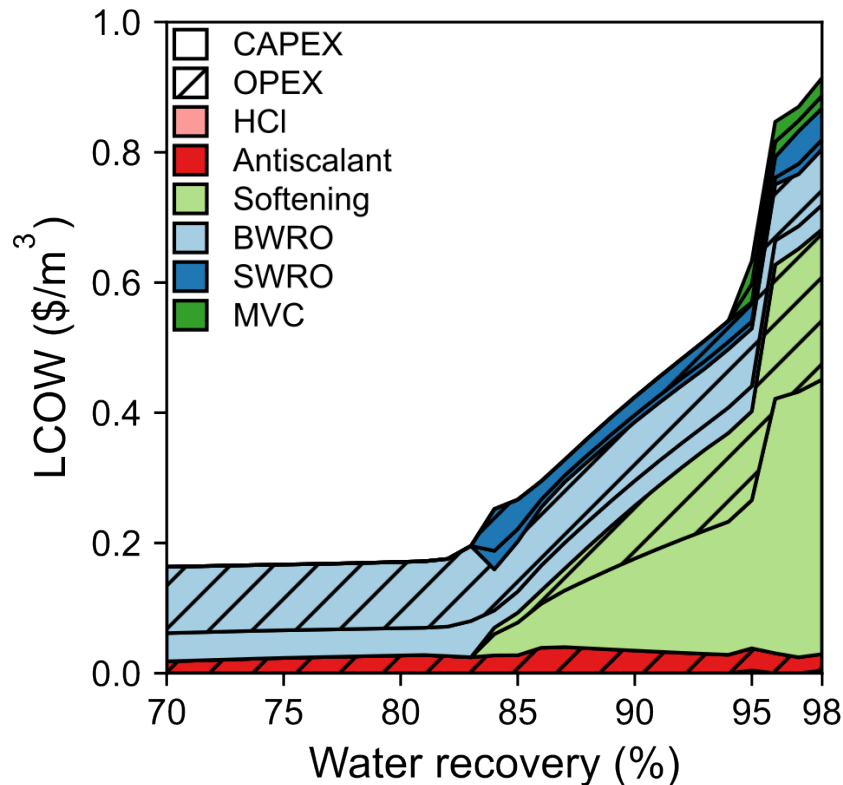 LCOW ($/m³)
1.0
0.8
0.6
0.4
0.2
0.0
CAPEX
OPEX
HCl
Antiscalant
Softening
BWRO
SWRO
MVC
70 75 80 85 90 95 98
Water recovery (%)